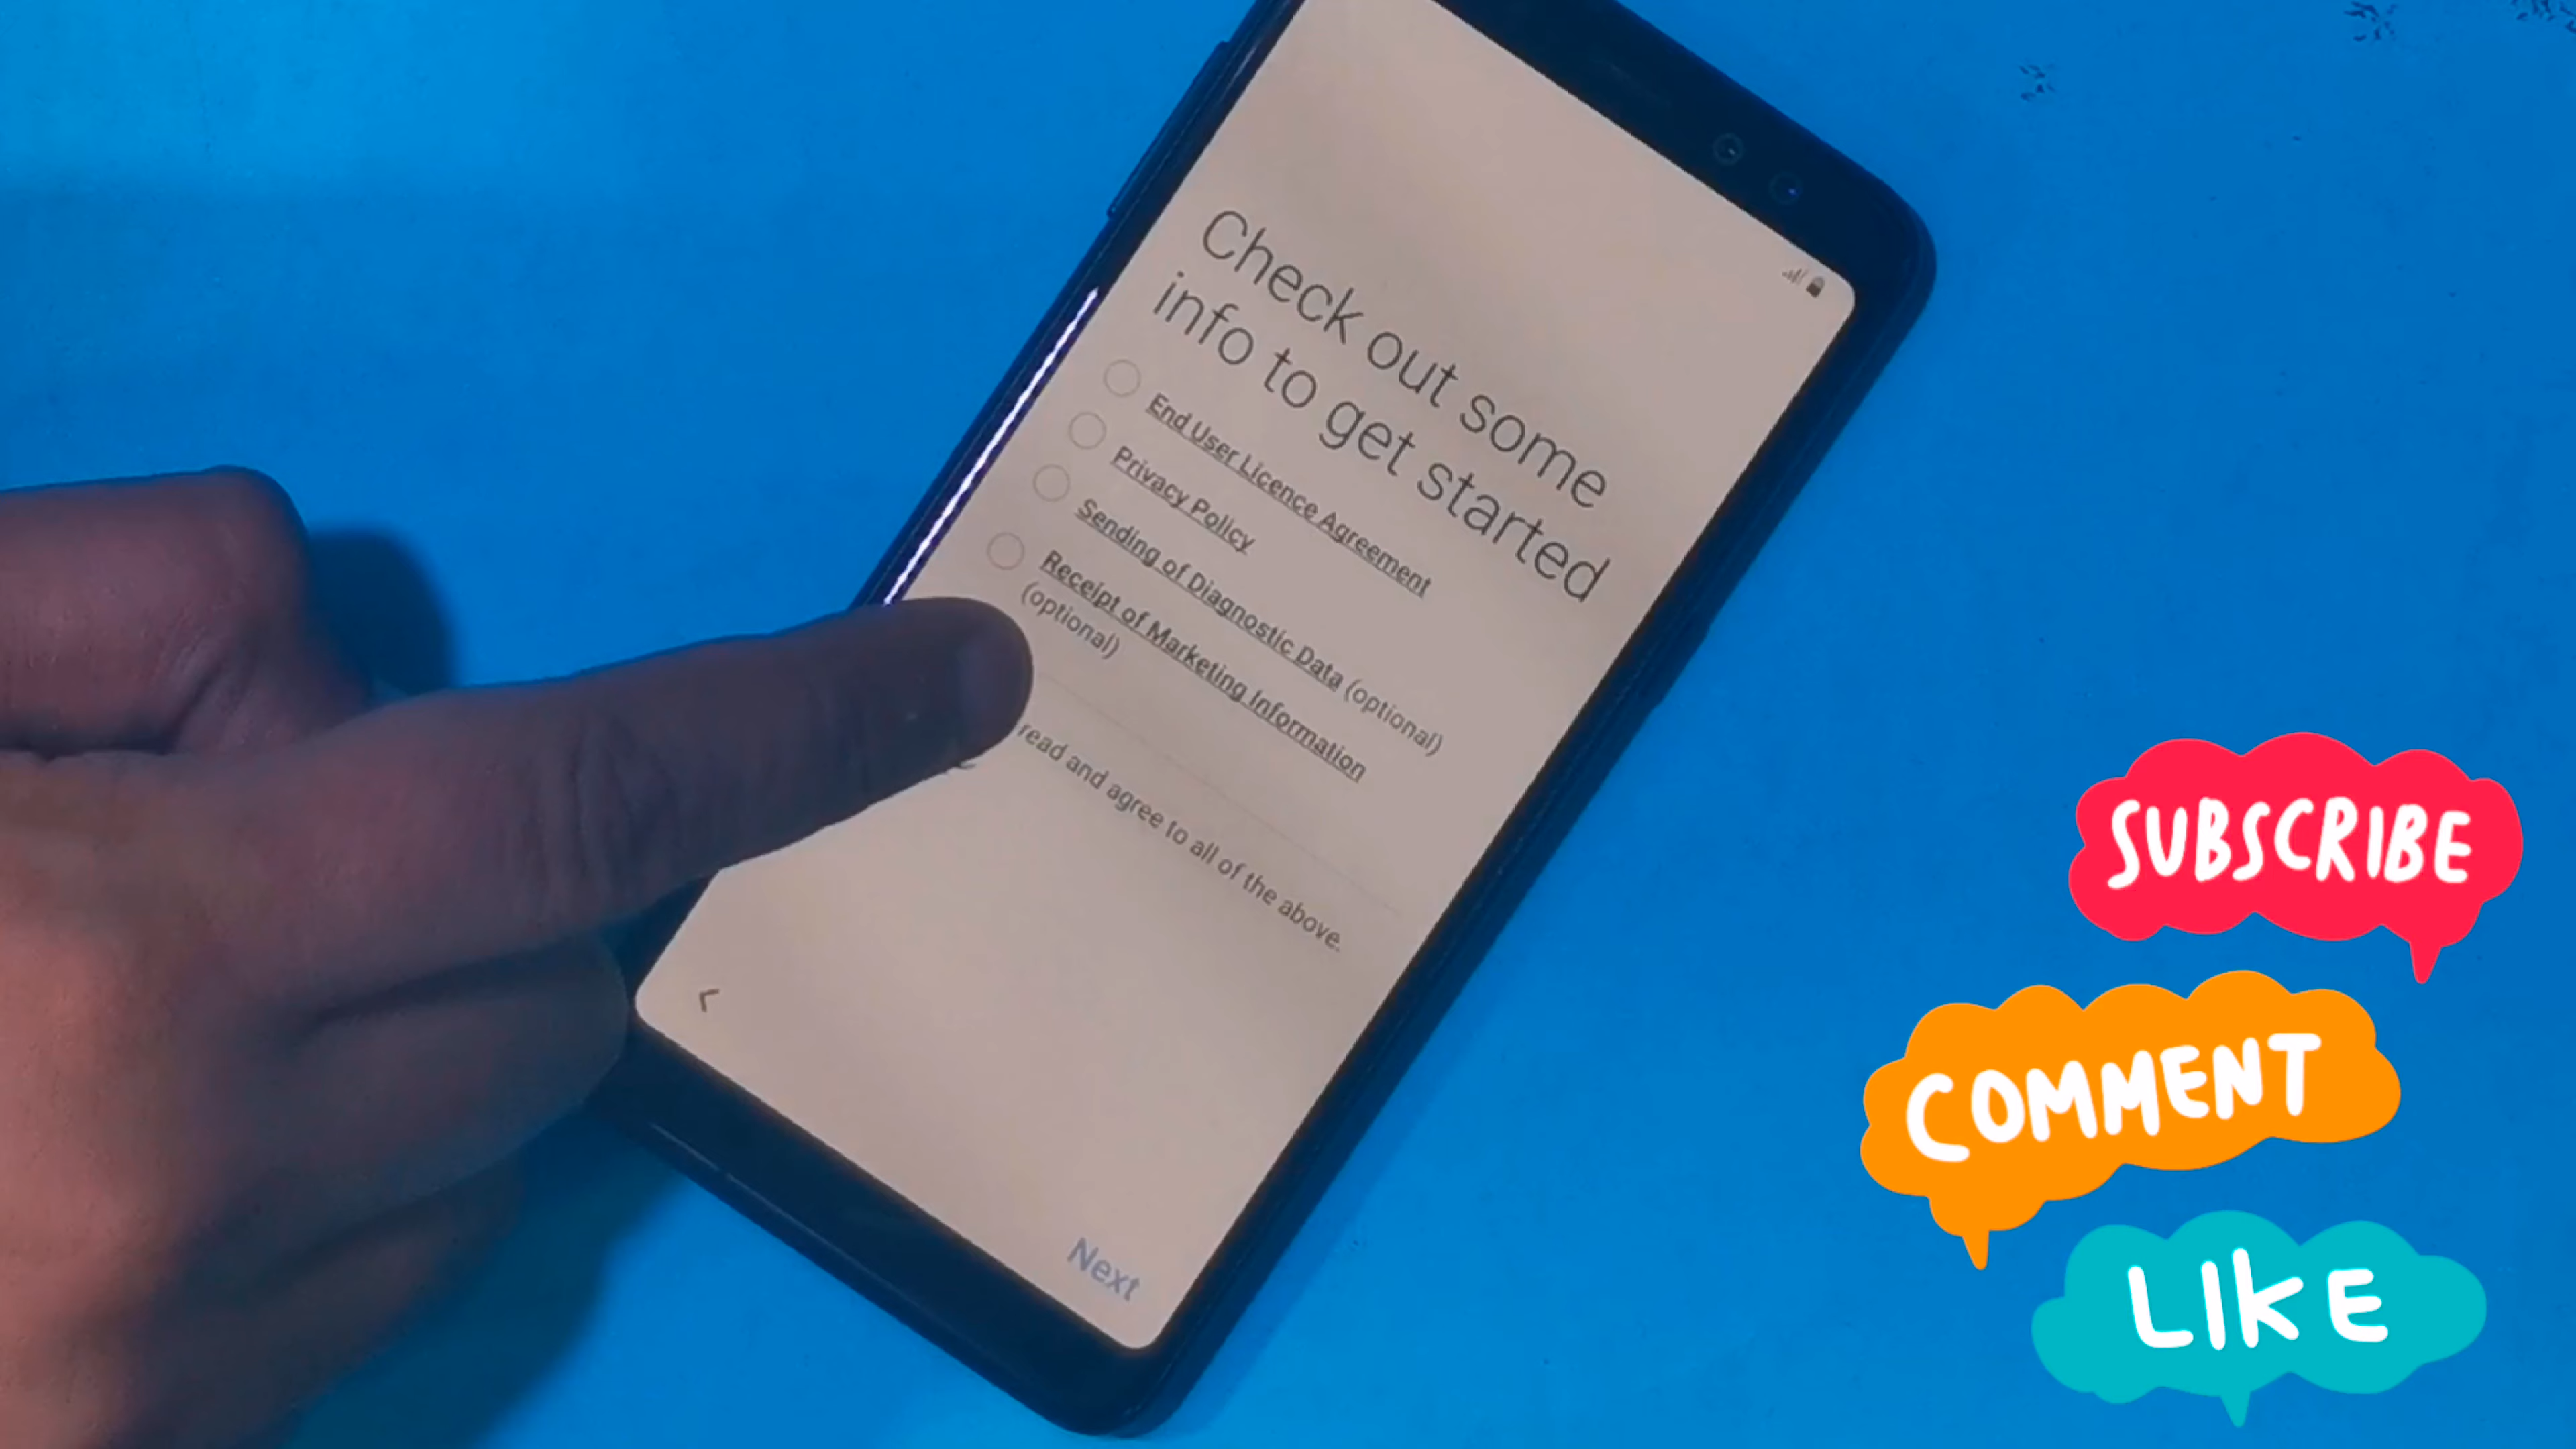 Check out some
info to get started
End User Licence Agreement
Privacy Policy
Sending of Diagnostic Data (optional)
Receipt of Marketing Information
(optional)
read and agree to all of the above.
Next
SUBSCRIBE
COMMENT
LIKE